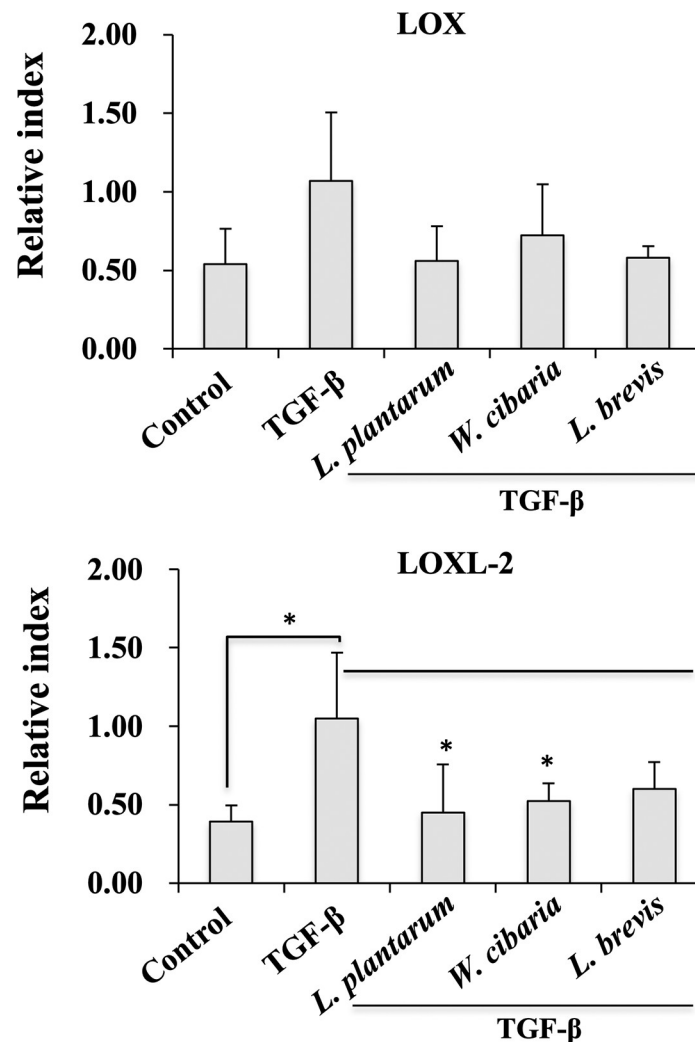 LOX
Relative index
2.00
1.50
1.00
0.50
0.00
Control
TGF-β
L. plantarum
W. cibaria
L. brevis
TGF-β
LOXL-2
Relative index
2.00
1.50
1.00
0.50
0.00
*
*
*
Control
TGF-β
L. plantarum
W. cibaria
L. brevis
TGF-β